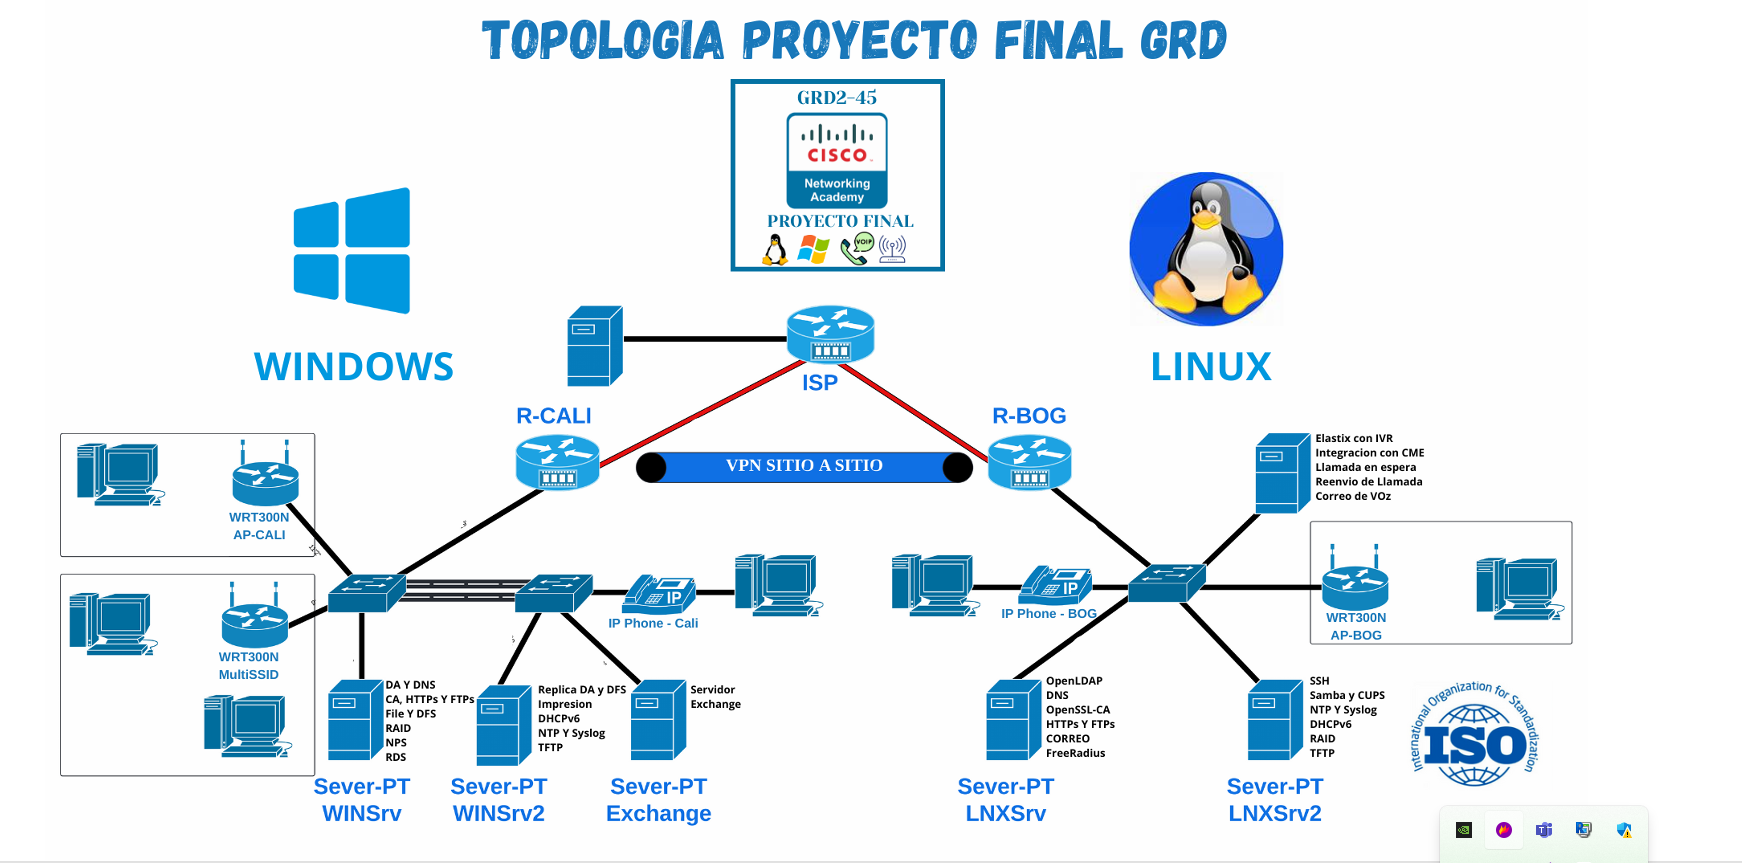 TOPOLOGIA PROYECTO FINAL GRD
GRD2-45
CISCO
Networking
Academy
PROYECTO FINAL
VOIP
WINDOWS
LINUX
ISP
R-CALI
R-BOG
VPN SITIO A SITIO
Elastix con IVR
Integracion con CME
Llamada en espera
Reenvio de Llamada
Correo de VOz
WRT300N
AP-CALI
WRT300N
MultiSSID
IP
IP Phone - Cali
IP
IP Phone - BOG
WRT300N
AP-BOG
DA Y DNS
CA, HTTPs Y FTPs
File Y DFS
RAID
NPS
RDS
Sever-PT
WINSrv
Replica DA y DFS
Impresion
DHCPv6
NTP Y Syslog
TFTP
Sever-PT
WINSrv2
Servidor
Exchange
Sever-PT
Exchange
OpenLDAP
DNS
OpenSSL-CA
HTTPS Y FTPs
CORREO
FreeRadius
Sever-PT
LNXSrv
SSH
Samba y CUPS
NTP Y Syslog
DHCPv6
RAID
TFTP
Sever-PT
LNXSrv2
International Organization for Standardization
ISO